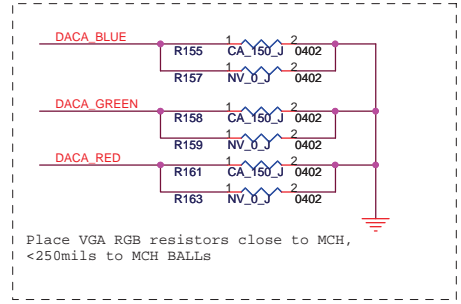 DACA_BLUE
1 2
R155 CA_150_J 0402
1 2
R157 NV_0_J 0402
DACA_GREEN
1 2
R158 CA_150_J 0402
1 2
R159 NV_0_J 0402
DACA_RED
1 2
R161 CA_150_J 0402
1 2
R163 NV_0_J 0402
Place VGA RGB resistors close to MCH,
<250mils to MCH BALLs